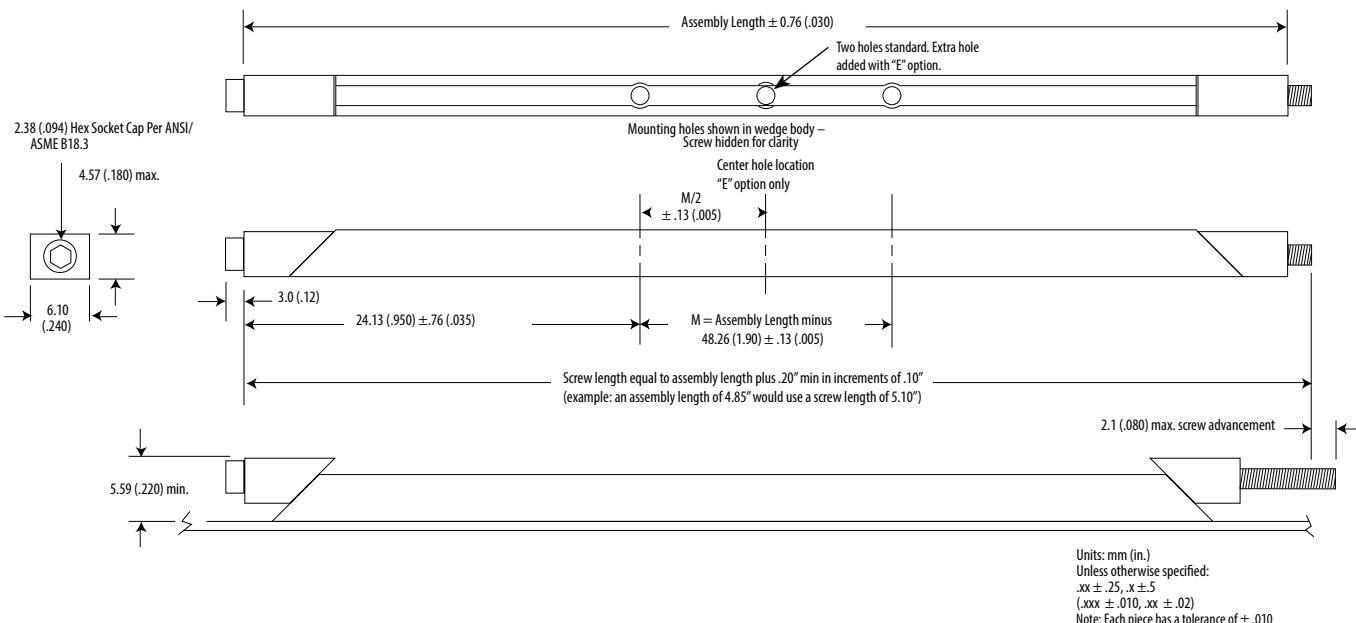 Assembly Length ± 0.76 (.030)
Two holes standard. Extra hole
added with “E” option.
2.38 (.094) Hex Socket Cap Per ANSI/
ASME B18.3
Mounting holes shown in wedge body –
Screw hidden for clarity
Center hole location
“E” option only
4.57 (.180) max.
M/2
± .13 (.005)
3.0 (.12)
6.10
(.240)
24.13 (.950) ±.76 (.035)
M = Assembly Length minus
48.26 (1.90) ± .13 (.005)
Screw length equal to assembly length plus .20” min in increments of .10”
(example: an assembly length of 4.85” would use a screw length of 5.10”)
2.1 (.080) max. screw advancement
5.59 (.220) min.
Units: mm (in.)
Unless otherwise specified:
.xx ± .25, .x ±.5
(.xxx ± .010, .xx ± .02)
Note: Each piece has a tolerance of ± .010